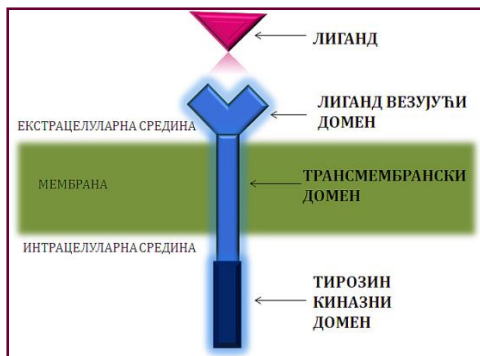 ЛИГАНД
ЛИГАНД ВЕЗУЈУЋИ
ДОМЕН
ЕКСТРАЦЕЛУЛАРНА СРЕДИНА
МЕМБРАНА
ТРАНСМЕМБРАНСКИ
ДОМЕН
ИНТРАЦЕЛУЛАРНА СРЕДИНА
ТИРОЗИН
КИНАЗНИ
ДОМЕН